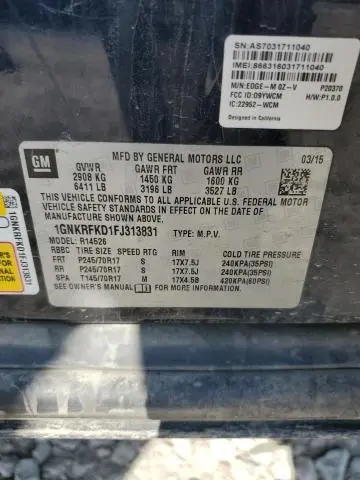 SN:AS7031711040
IMEI:86631603171104​0
M/N:EDGE-M 0Z-V P20370
FCC ID:O9YWCM H/W:P1.0.0
IC:22952-WCM
Designed in California
GM
MFD BY GENERAL MOTORS LLC 03/15
GVWR GAWR FRT GAWR RR
2908 KG 1450 KG 1600 KG
6411 LB 3196 LB 3527 LB
THIS VEHICLE CONFORMS TO ALL APPLICABLE U.S. FEDERAL MOTOR
VEHICLE SAFETY STANDARDS IN EFFECT ON THE DATE OF
MANUFACTURE SHOWN ABOVE.
1GNKRFKD1FJ313831 TYPE: M.P.V.
MODEL: R14526
RBBC TIRE SIZE SPEED RTG RIM COLD TIRE PRESSURE
FRT P245/70R17 S 17X7.5J 240KPA(35PSI)
RR P245/70R17 S 17X7.5J 240KPA(35PSI)
SPA T145/70R17 M 17X4.5B 420KPA(60PSI)
SEE OWNER'S MANUAL FOR MORE INFORMATION.
1GNKRFKD1FJ313831